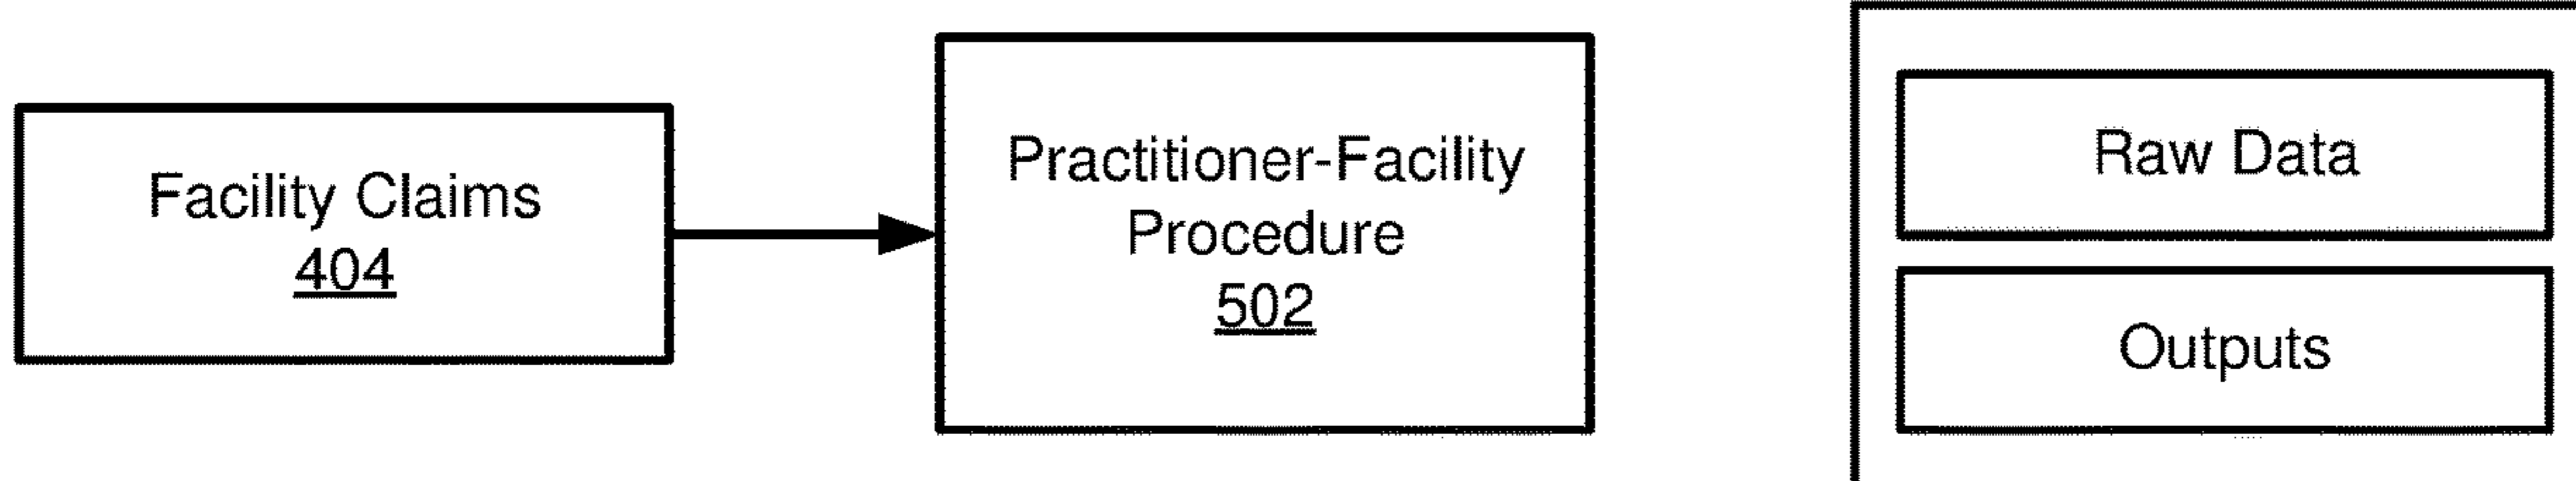 Facility Claims
404
Practitioner-Facility
Procedure
502
Raw Data
Outputs